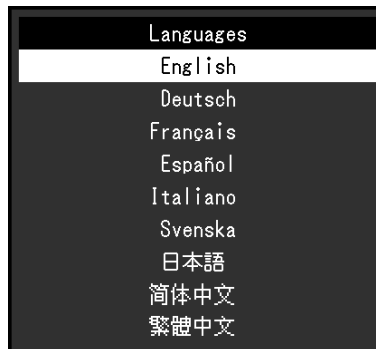 Languages
English
Deutsch
Français
Español
Italiano
Svenska
日本語
简体中文
繁體中文